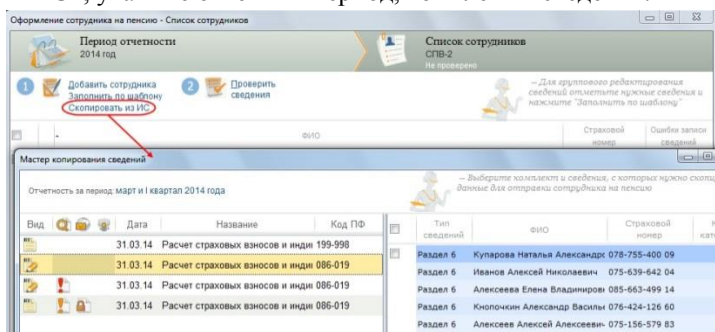 Оформление сотрудника на пенсию - Список сотрудников
Период отчетности
2014 год
Список сотрудников
СПВ-2
Не проверено
1
Добавить сотрудника
Заполнить по шаблону
Скопировать из ИС
2
Проверить
сведения
-- Для группового редактирования
сведений отметьте нужные сведения и
нажмите "Заполнить по шаблону"
ФИО
Страховой
номер
Ошибки записи
сведений
Мастер копирования сведений
Отчетность за период: март и I квартал 2014 года
-- Выберите комплект и сведения, с которых нужно скопи
данные для отправки сотрудника на пенсию
Вид Дата Название Код ПФ
Тип
сведений
ФИО
Страховой
номер
кат
31.03.14 Расчет страховых взносов и инди 199-998
31.03.14 Расчет страховых взносов и инди 086-019
31.03.14 Расчет страховых взносов и инди 086-019
31.03.14 Расчет страховых взносов и инди 086-019
Раздел 6 Купарова Наталья Александрс 078-755-400 09
Раздел 6 Иванов Алексей Николаевич 075-639-642 04
Раздел 6 Алексеева Елена Владимиров 085-663-499 14
Раздел 6 Кнопочкин Александр Василь 076-424-126 60
Раздел 6 Алексеев Алексей Алексеевич 075-156-579 83